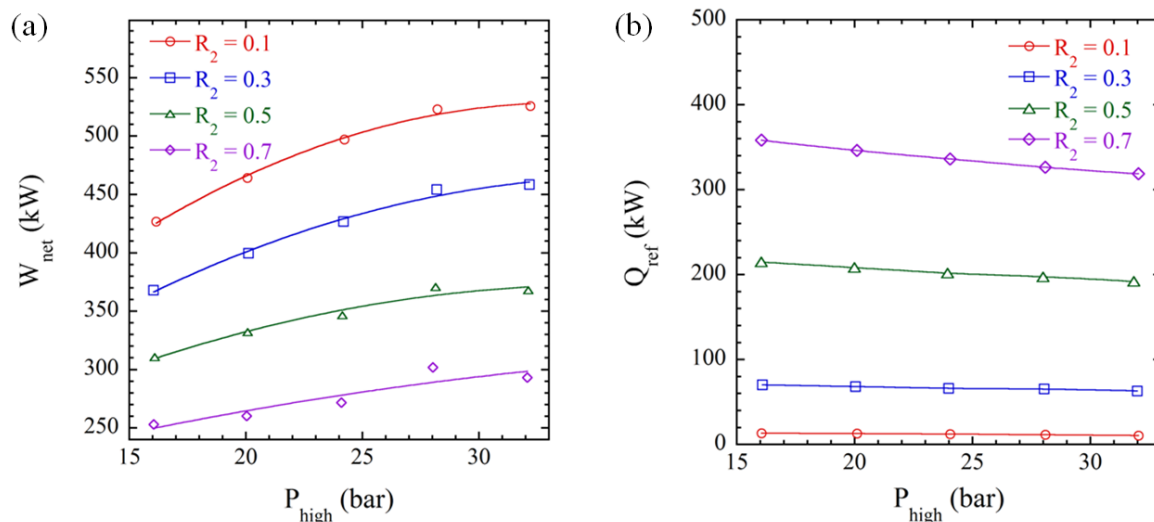 (a)
R2 = 0.1
R2 = 0.3
R2 = 0.5
R2 = 0.7
550
500
450
400
350
300
250
15 20 25 30
Wnet (kW)
Phigh (bar)
(b)
R2 = 0.1
R2 = 0.3
R2 = 0.5
R2 = 0.7
500
400
300
200
100
0
15 20 25 30
Qref (kW)
Phigh (bar)